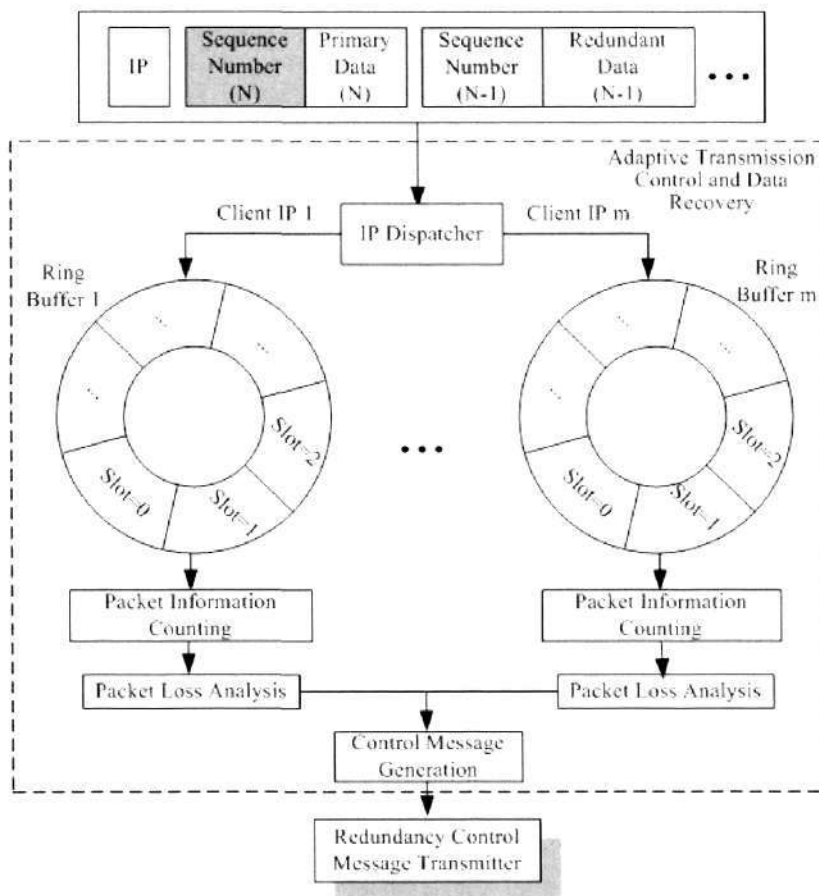 IP
Sequence
Number
(N)
Primary
Data
(N)
Sequence
Number
(N-1)
Redundant
Data
(N-1)
...
Adaptive Transmission
Control and Data
Recovery
Client IP 1
IP Dispatcher
Client IP m
Ring
Buffer 1
...
...
...
Slot=0
Slot=1
Slot=2
...
Ring
Buffer m
...
...
...
Slot=0
Slot=1
Slot=2
Packet Information
Counting
Packet Information
Counting
Packet Loss Analysis
Packet Loss Analysis
Control Message
Generation
Redundancy Control
Message Transmitter